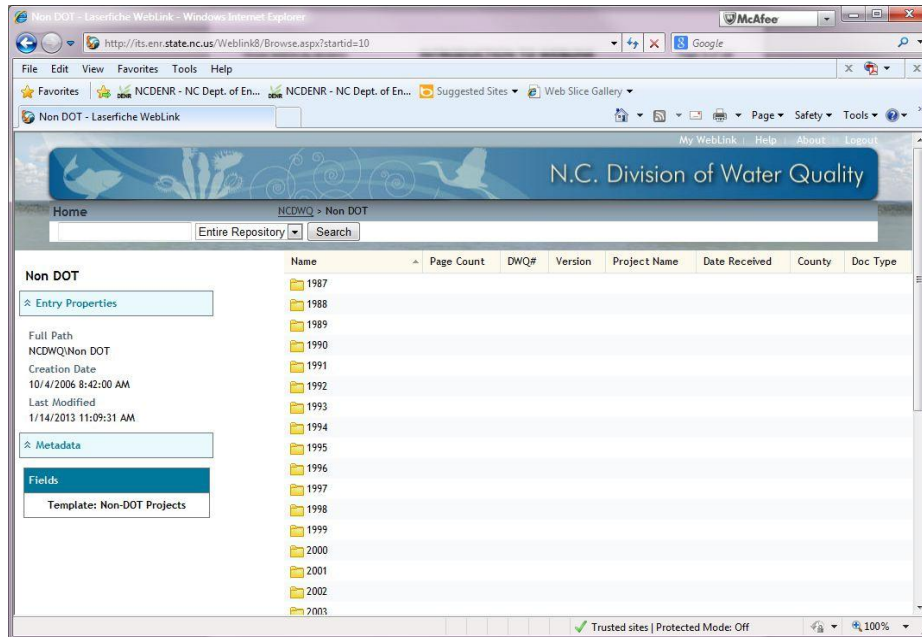 Non DOT - Laserfiche WebLink - Windows Internet Explorer
McAfee
http://its.enr.state.nc.us/Weblink8/Browse.aspx?startid=10
Google
File Edit View Favorites Tools Help
Favorites NCDENR - NC Dept. of En... NCDENR - NC Dept. of En... Suggested Sites Web Slice Gallery
Non DOT - Laserfiche WebLink
Page Safety Tools
My WebLink Help About Logout
N.C. Division of Water Quality
Home
NCDWQ > Non DOT
Entire Repository Search
Non DOT
Entry Properties
Full Path
NCDWQ\Non DOT
Creation Date
10/4/2006 8:42:00 AM
Last Modified
1/14/2013 11:09:31 AM
Metadata
Fields
Template: Non-DOT Projects
Name Page Count DWQ# Version Project Name Date Received County Doc Type
1987
1988
1989
1990
1991
1992
1993
1994
1995
1996
1997
1998
1999
2000
2001
2002
2003
Trusted sites | Protected Mode: Off
100%